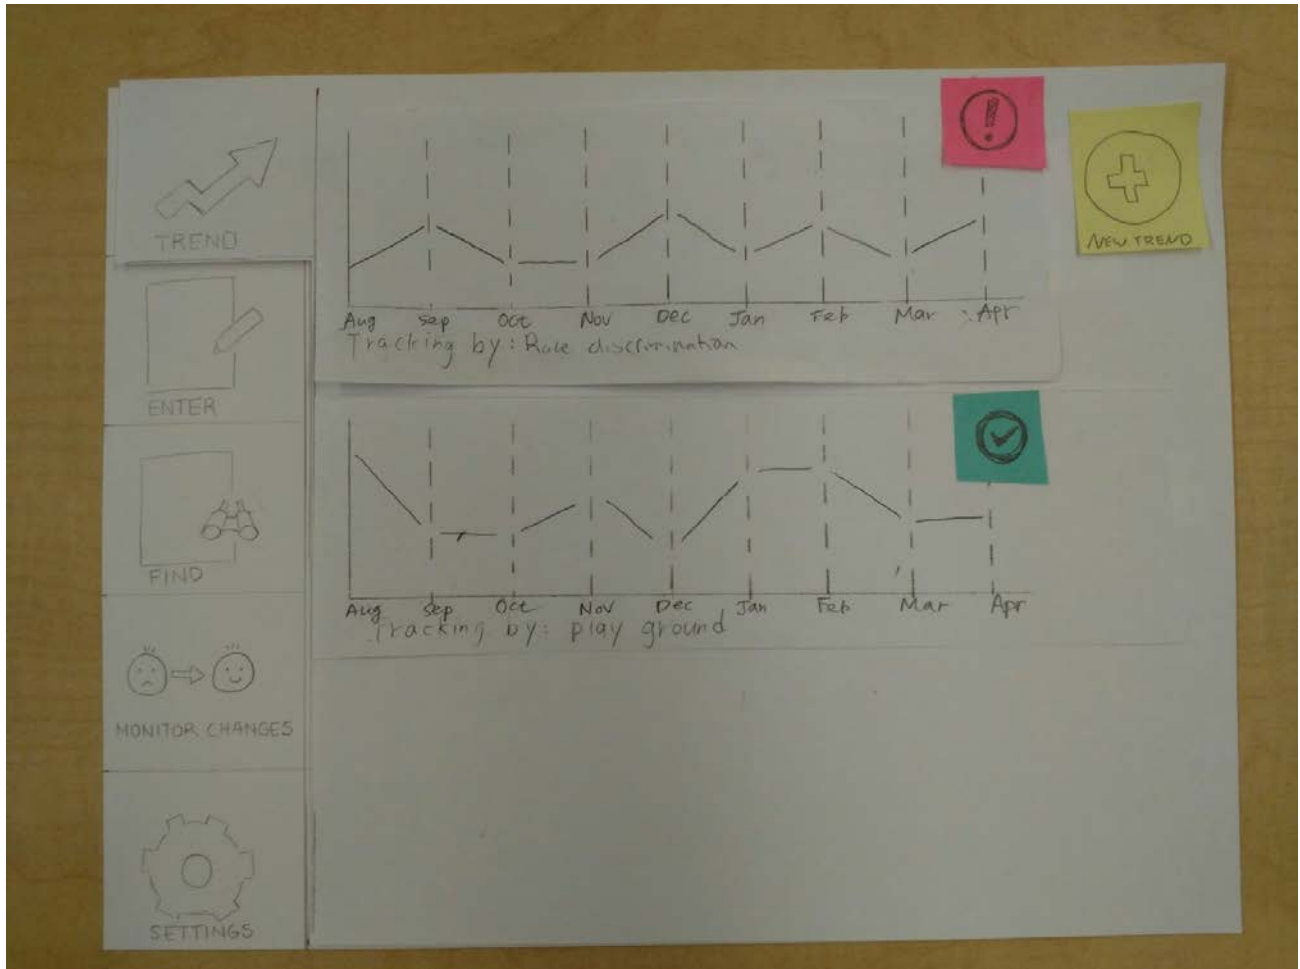 TREND
ENTER
FIND
MONITOR CHANGES
SETTINGS
!
NEW TREND
Aug Sep Oct Nov Dec Jan Feb Mar Apr
Tracking by: Race discrimination
Aug Sep Oct Nov Dec Jan Feb Mar Apr
Tracking by: play ground